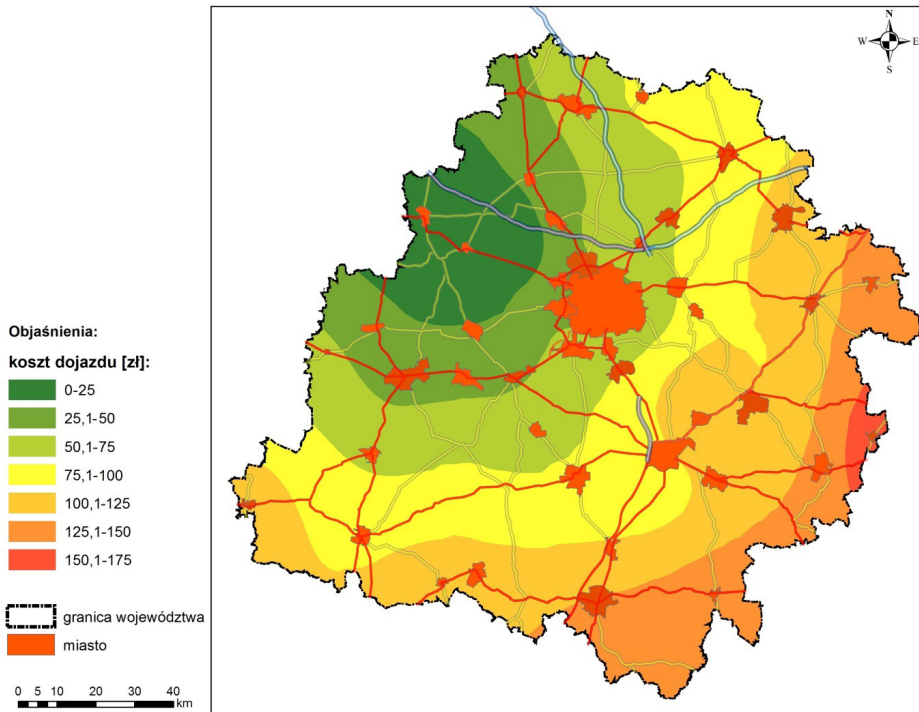 N
W E
S
Objaśnienia:
koszt dojazdu [zł]:
0-25
25,1-50
50,1-75
75,1-100
100,1-125
125,1-150
150,1-175
granica województwa
miasto
0 5 10 20 30 40
km